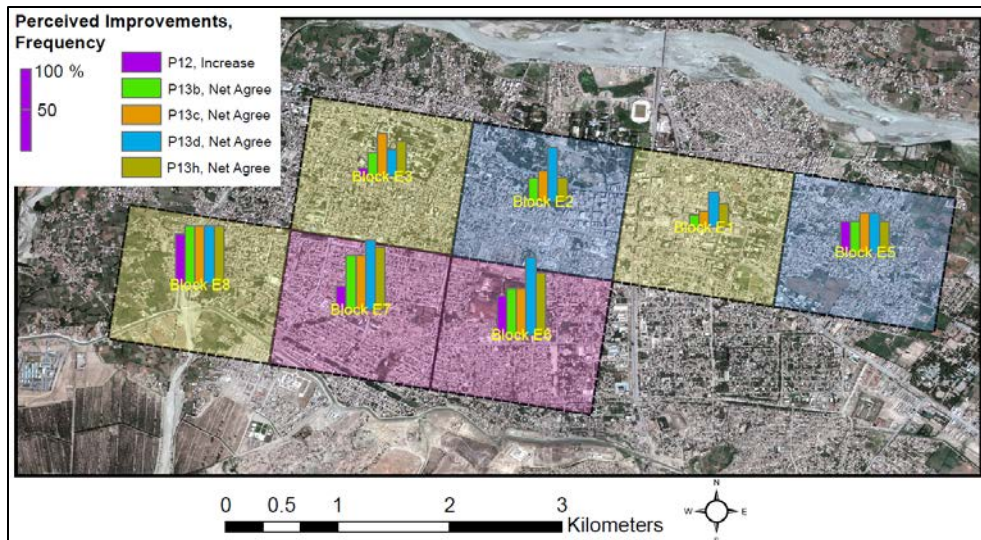 Perceived Improvements,
Frequency
100 %
50
P12, Increase
P13b, Net Agree
P13c, Net Agree
P13d, Net Agree
P13h, Net Agree
Block E3
Block E2
Block E1
Block E5
Block E8
Block E7
Block E6
0 0.5 1 2 3
Kilometers
N
W E
S